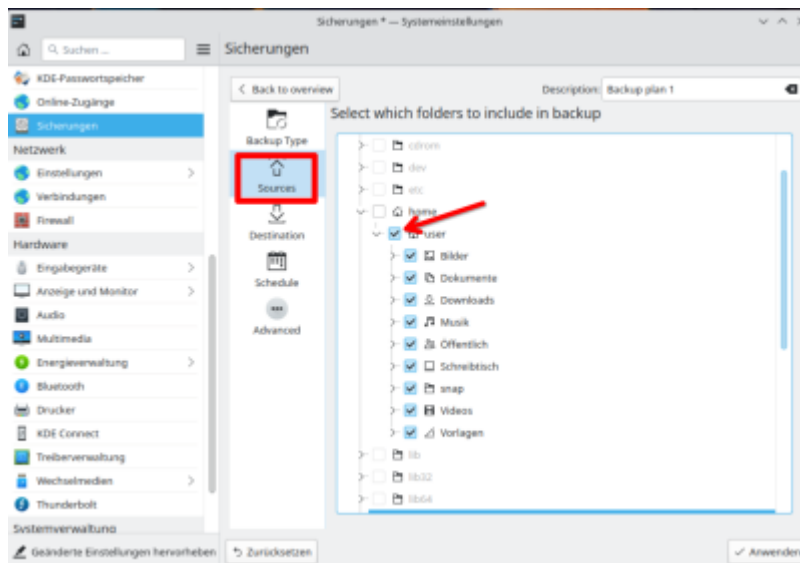 Sicherungen * — Systemeinstellungen
Suchen ...
Sicherungen
KDE-Passwortspeicher
Online-Zugänge
Sicherungen
Netzwerk
Einstellungen
Verbindungen
Firewall
Hardware
Eingabegeräte
Anzeige und Monitor
Audio
Multimedia
Energieverwaltung
Bluetooth
Drucker
KDE Connect
Treiberverwaltung
Wechselmedien
Thunderbolt
Systemverwaltung
Geänderte Einstellungen hervorheben
Back to overview
Description: Backup plan 1
Backup Type
Sources
Destination
Schedule
Advanced
Select which folders to include in backup
cdrom
dev
etc
home
user
Bilder
Dokumente
Downloads
Musik
Öffentlich
Schreibtisch
snap
Videos
Vorlagen
lib
lib32
lib64
Zurücksetzen
Anwenden